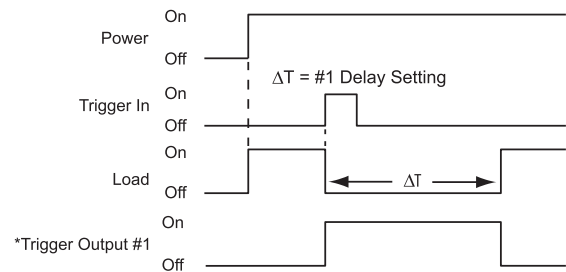 On
Power
Off
ΔT = #1 Delay Setting
On
Trigger In
Off
On
Load
ΔT
Off
On
*Trigger Output #1
Off